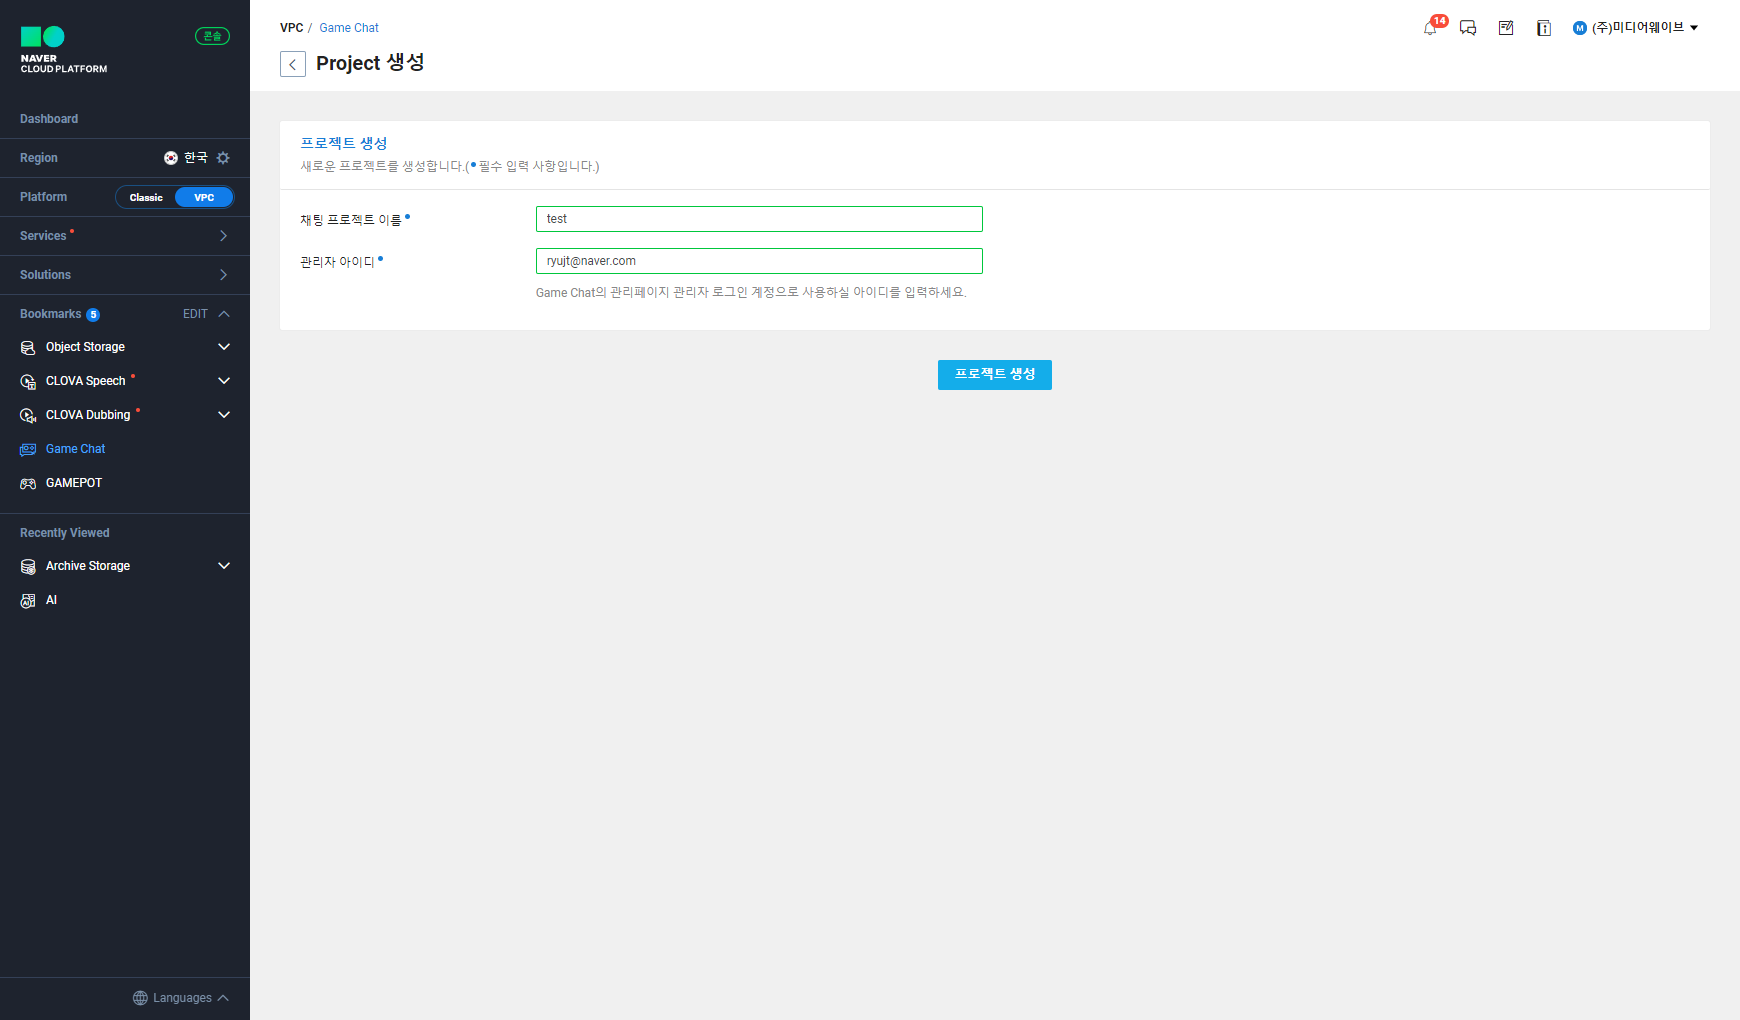 NAVER
CLOUD PLATFORM
콘솔
Dashboard
Region 한국
Platform Classic VPC
Services
Solutions
Bookmarks 5 EDIT
Object Storage
CLOVA Speech
CLOVA Dubbing
Game Chat
GAMEPOT
Recently Viewed
Archive Storage
AI
Languages
VPC / Game Chat
14 M (주)미디어웨이브
Project 생성
프로젝트 생성
새로운 프로젝트를 생성합니다.(• 필수 입력 사항입니다.)
채팅 프로젝트 이름 • test
관리자 아이디 • ryujt@naver.com
Game Chat의 관리페이지 관리자 로그인 계정으로 사용하실 아이디를 입력하세요.
프로젝트 생성